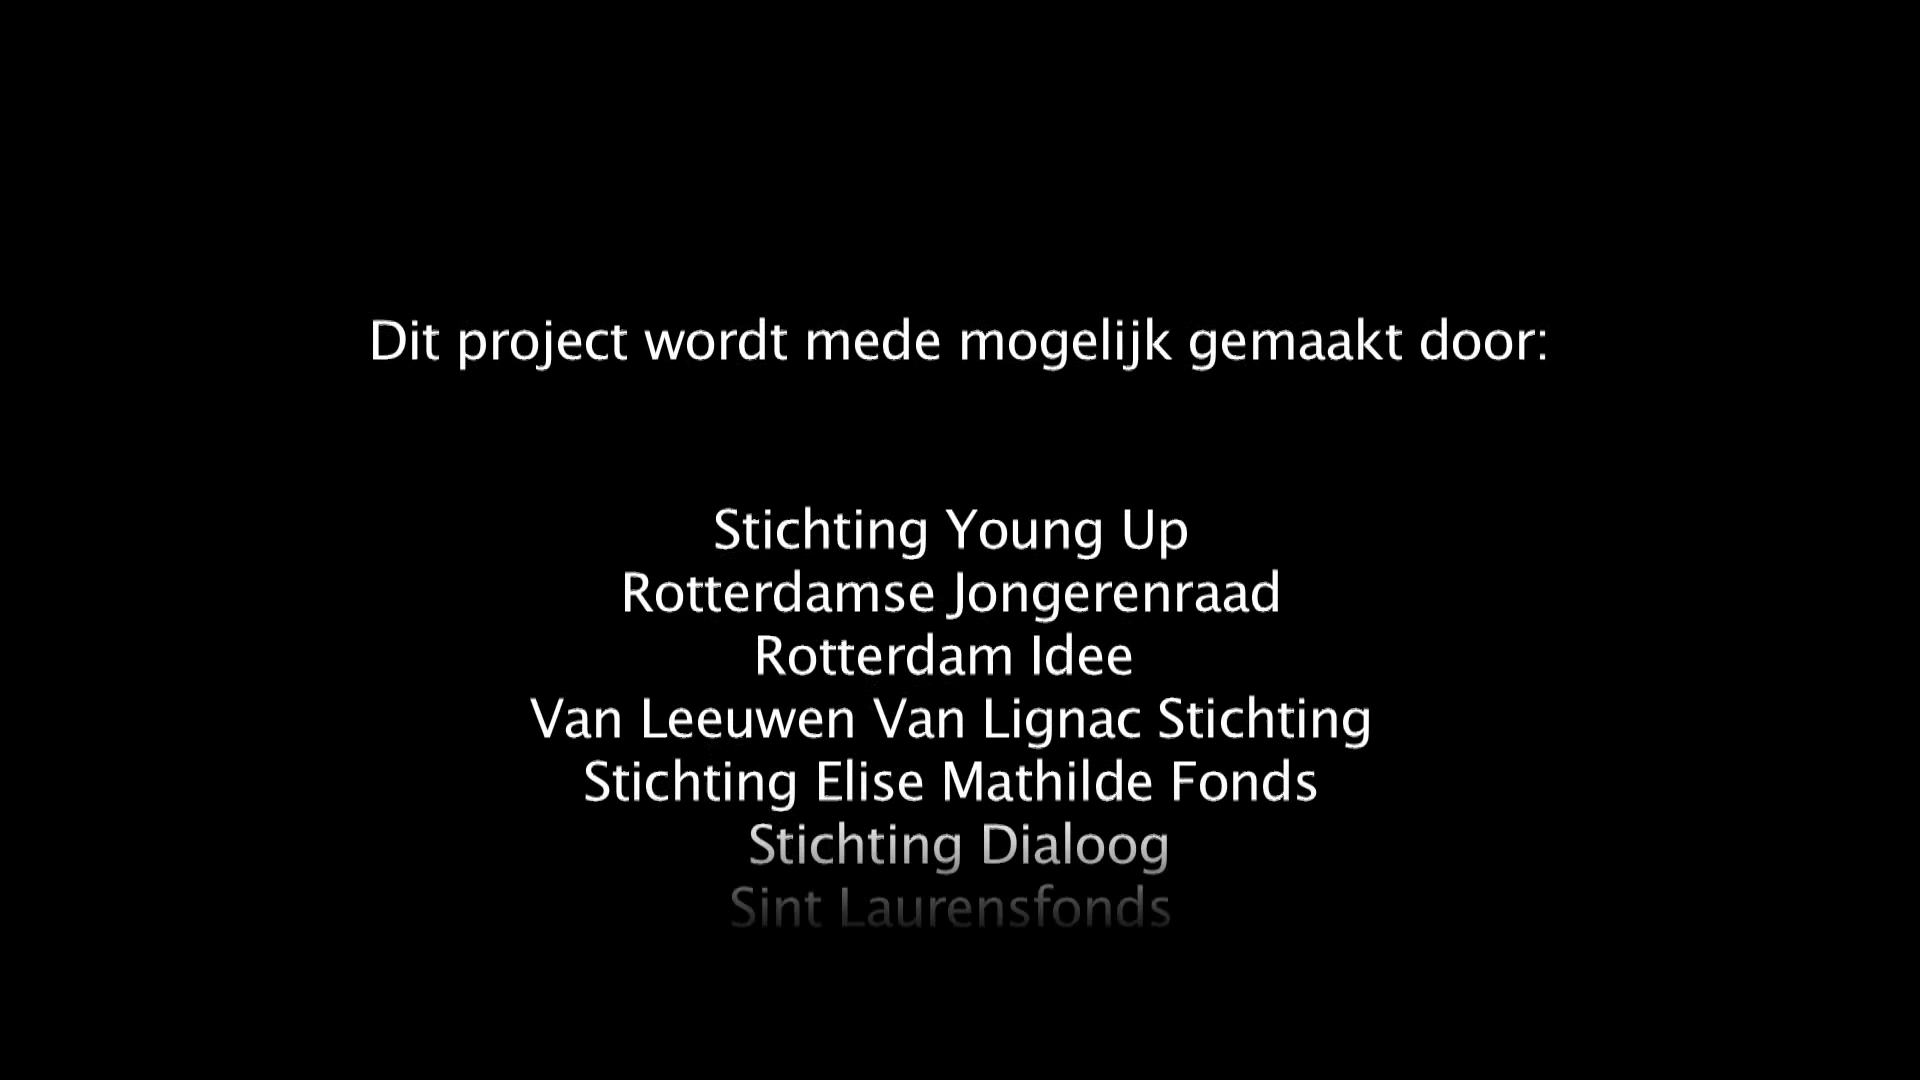 Dit project wordt mede mogelijk gemaakt door:
Stichting Young Up
Rotterdamse Jongerenraad
Rotterdam Idee
Van Leeuwen Van Lignac Stichting
Stichting Elise Mathilde Fonds
Stichting Dialoog
Sint Laurensfonds